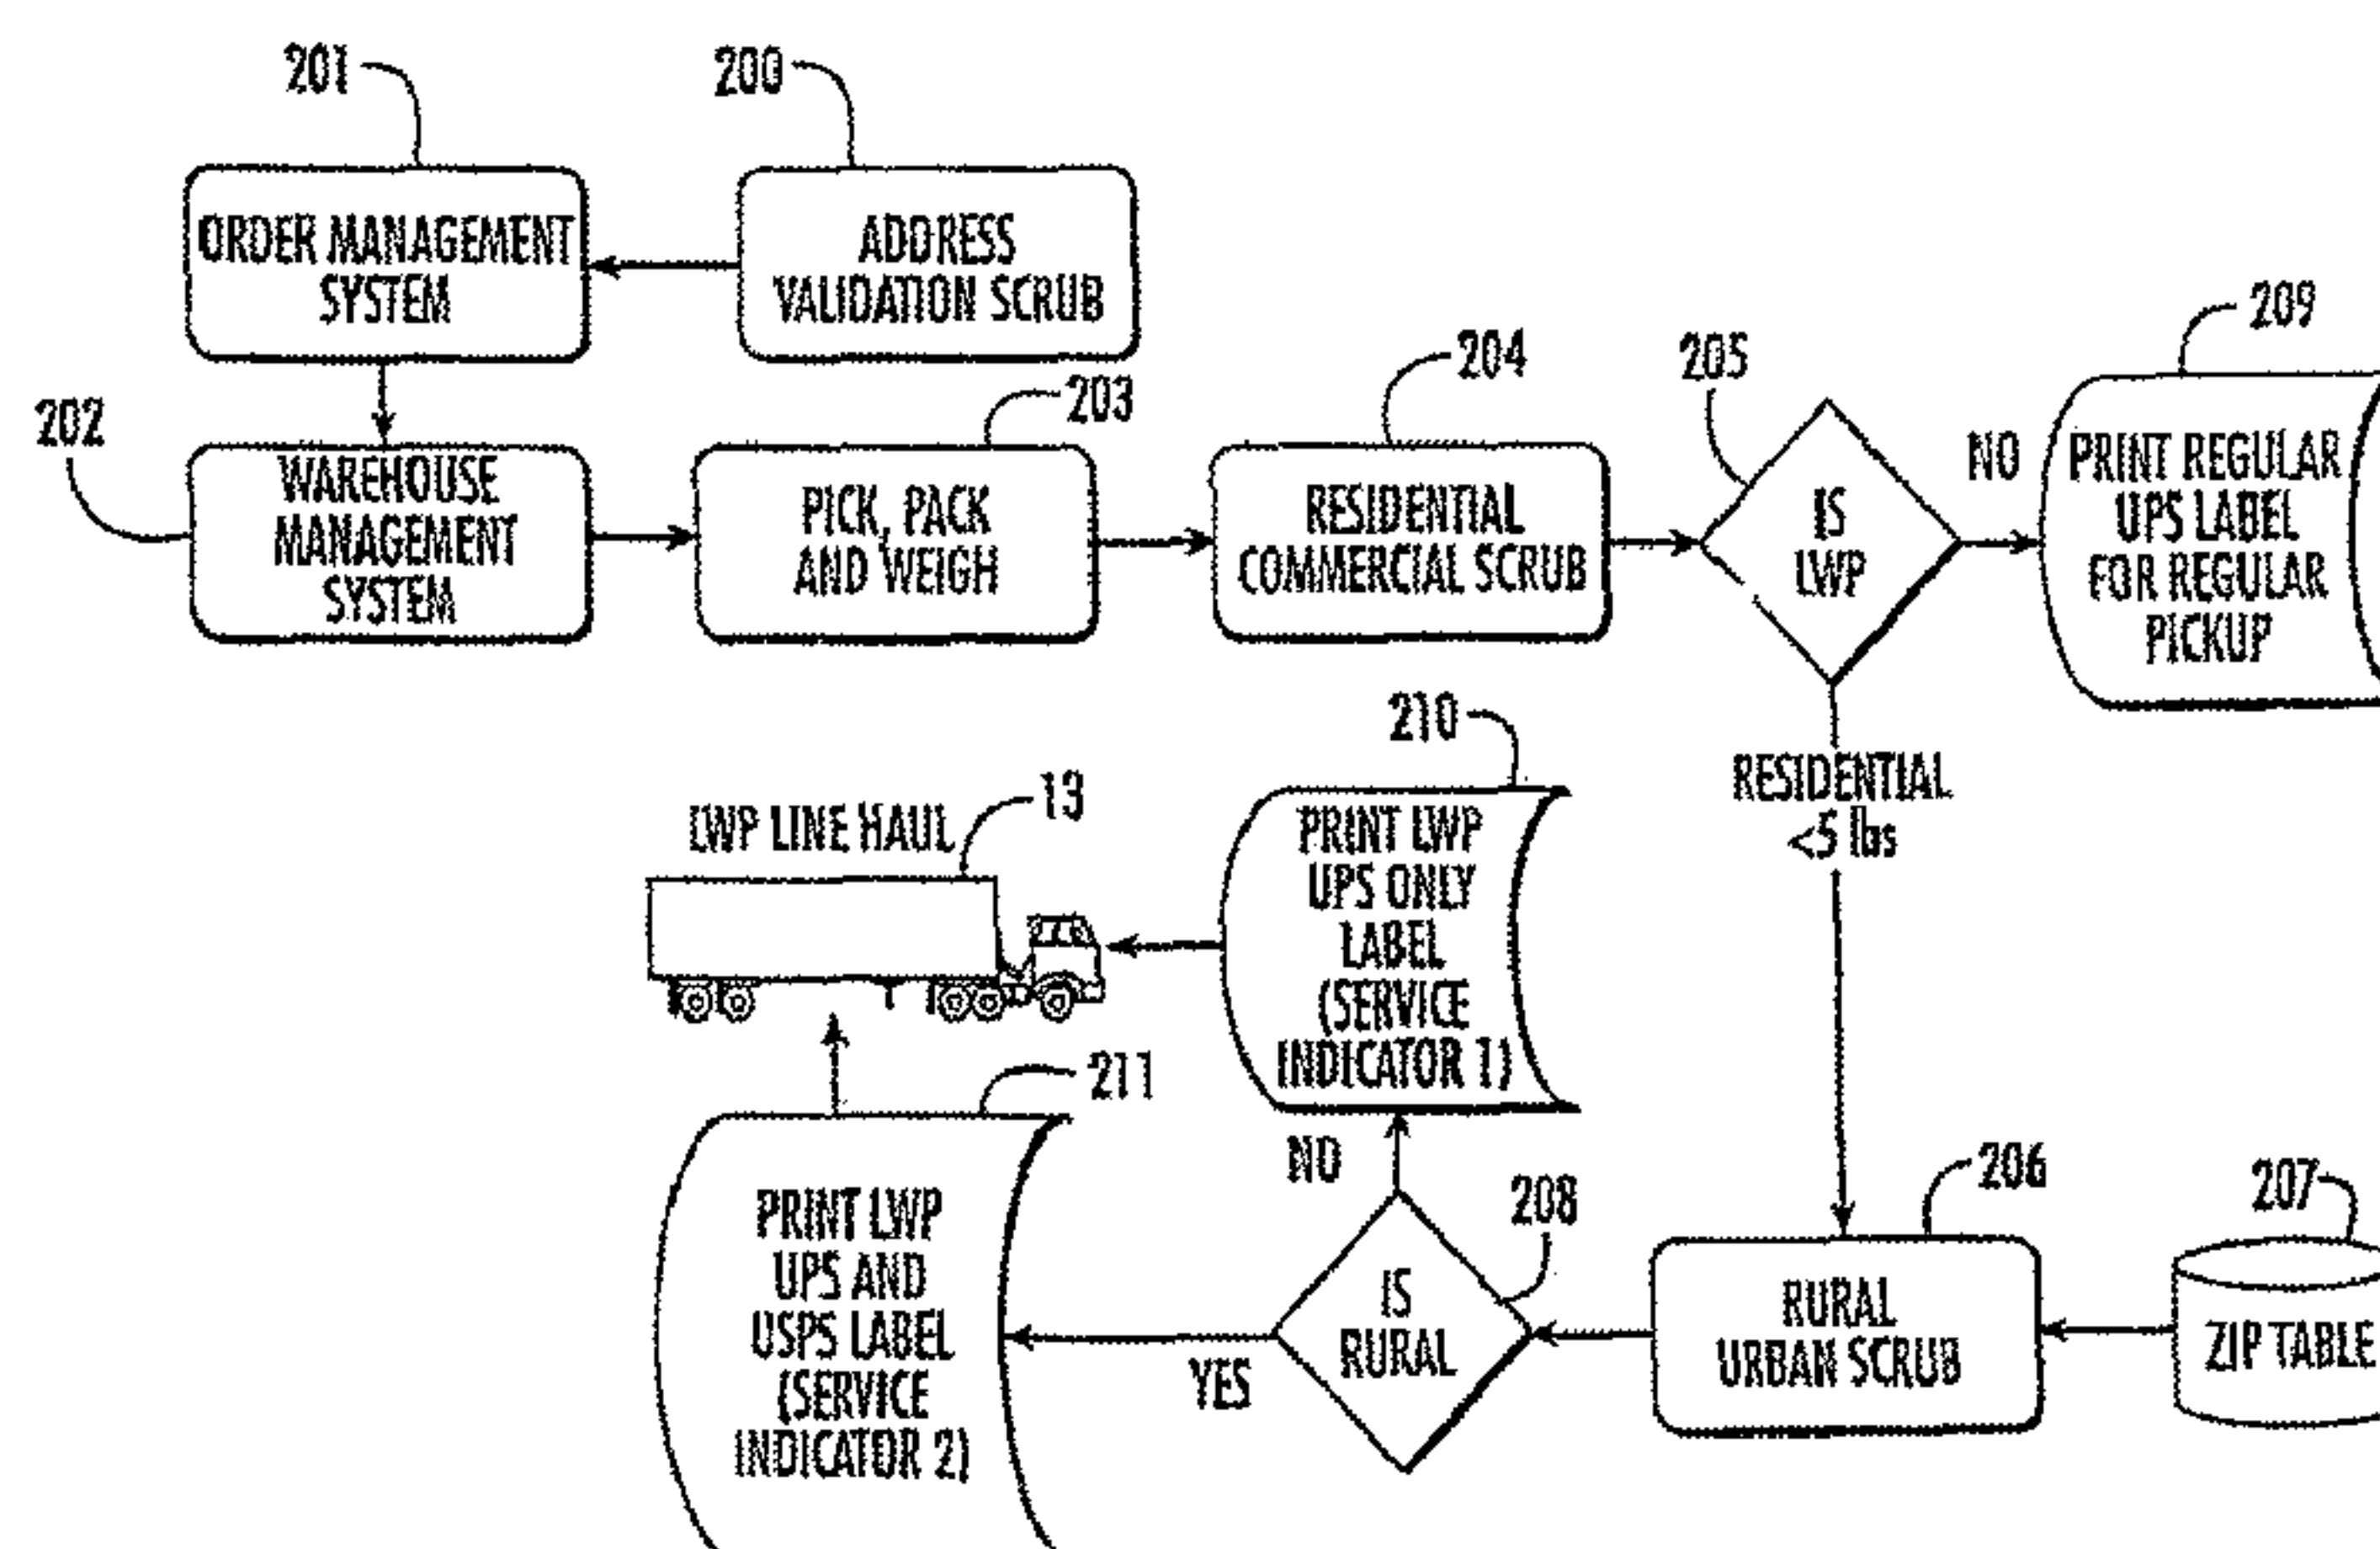 201
200
ORDER MANAGEMENT
SYSTEM
ADDRESS
VALIDATION SCRUB
209
204
205
203
202
WAREHOUSE
MANAGEMENT
SYSTEM
PICK, PACK
AND WEIGH
RESIDENTIAL
COMMERCIAL SCRUB
IS
LWP
NO
PRINT REGULAR
UPS LABEL
FOR REGULAR
PICKUP
210
RESIDENTIAL
<5 lbs
13
LWP LINE HAUL
PRINT LWP
UPS ONLY
LABEL
(SERVICE
INDICATOR 1)
211
NO
208
206
207
PRINT LWP
UPS AND
USPS LABEL
(SERVICE
INDICATOR 2)
YES
IS
RURAL
RURAL
URBAN SCRUB
ZIP TABLE